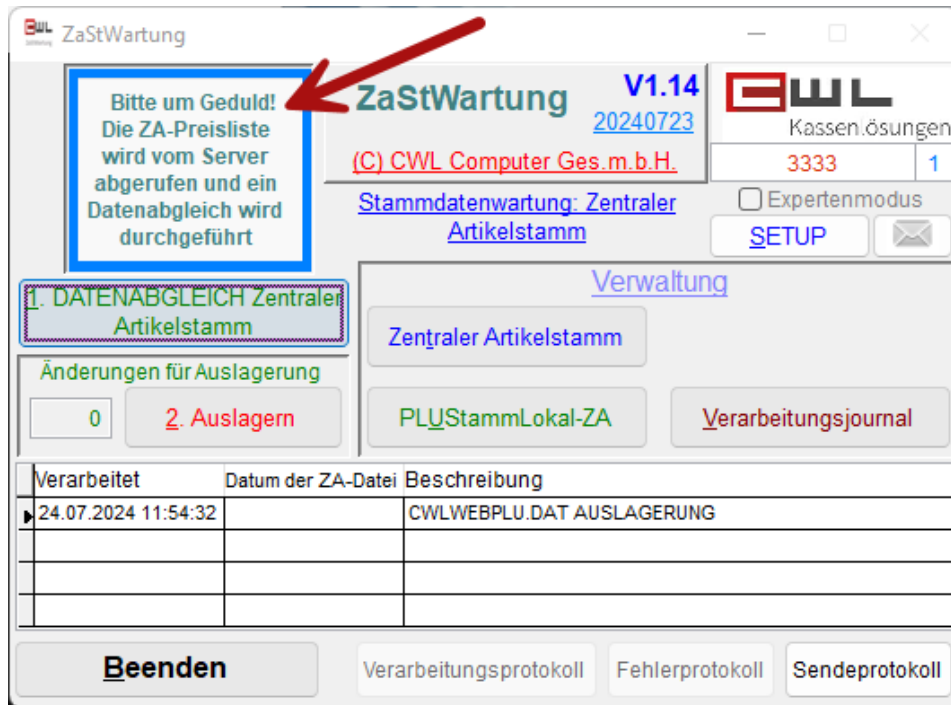 ZaStWartung
Bitte um Geduld!
Die ZA-Preisliste
wird vom Server
abgerufen und ein
Datenabgleich wird
durchgeführt
ZaStWartung
V1.14
20240723
(C) CWL Computer Ges.m.b.H.
CWL
Kassenlösungen
3333
1
Stammdatenwartung: Zentraler
Artikelstamm
Expertenmodus
SETUP
1. DATENABGLEICH Zentraler
Artikelstamm
Verwaltung
Zentraler Artikelstamm
Änderungen für Auslagerung
0
2. Auslagern
PLUStammLokal-ZA
Verarbeitungsjournal
Verarbeitet Datum der ZA-Datei Beschreibung
24.07.2024 11:54:32 CWLWEBPLU.DAT AUSLAGERUNG
Beenden
Verarbeitungsprotokoll
Fehlerprotokoll
Sendeprotokoll